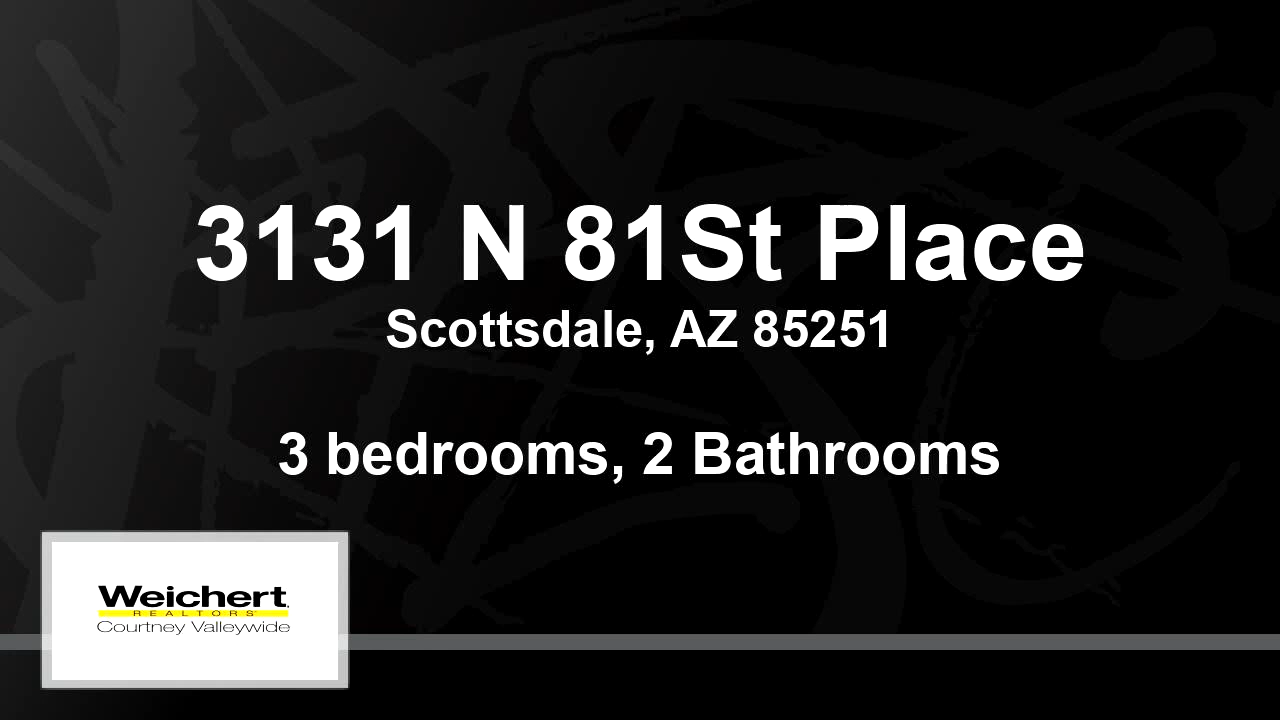 3131 N 81St Place
Scottsdale, AZ 85251
3 bedrooms, 2 Bathrooms
Weichert
REALTORS
Courtney Valleywide